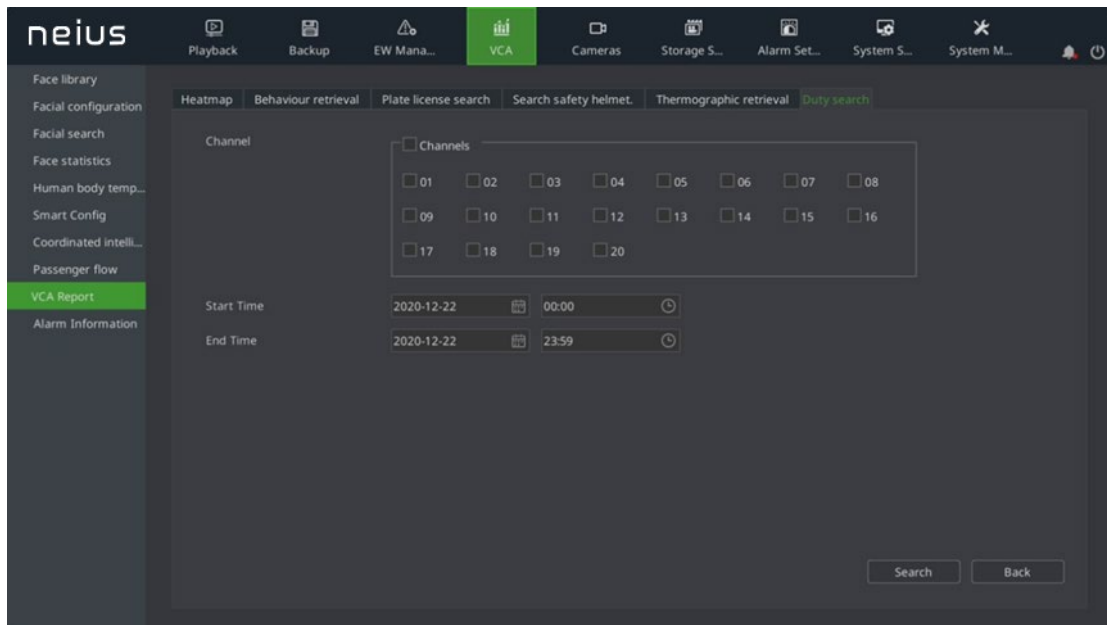 neius
Playback Backup EW Mana... VCA Cameras Storage S... Alarm Set... System S... System M...
Face library
Facial configuration
Facial search
Face statistics
Human body temp...
Smart Config
Coordinated intelli...
Passenger flow
VCA Report
Alarm Information
Heatmap Behaviour retrieval Plate license search Search safety helmet. Thermographic retrieval Duty search
Channel
Channels
01 02 03 04 05 06 07 08
09 10 11 12 13 14 15 16
17 18 19 20
Start Time 2020-12-22 00:00
End Time 2020-12-22 23:59
Search Back